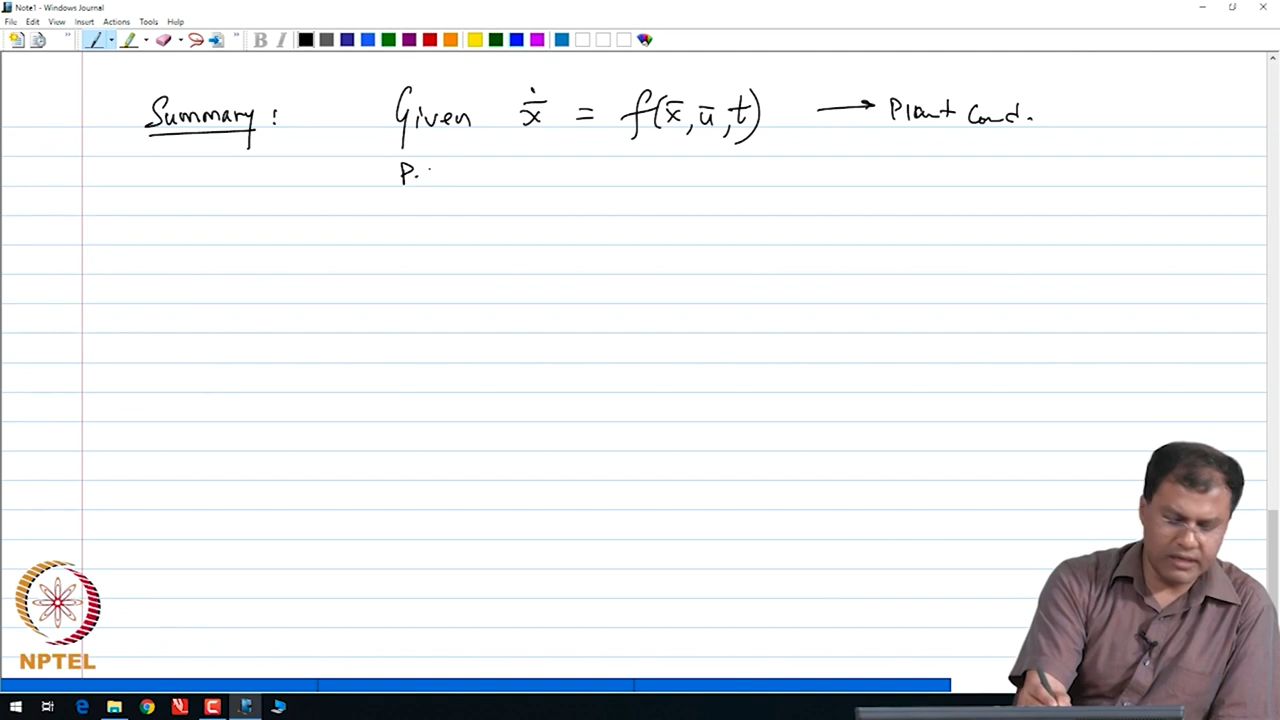 Note1 - Windows Journal
File Edit View Insert Actions Tools Help
B I
Summary : Given ẋ̄ = f(x̄, ū, t) → Plant Cond.
P.
NPTEL